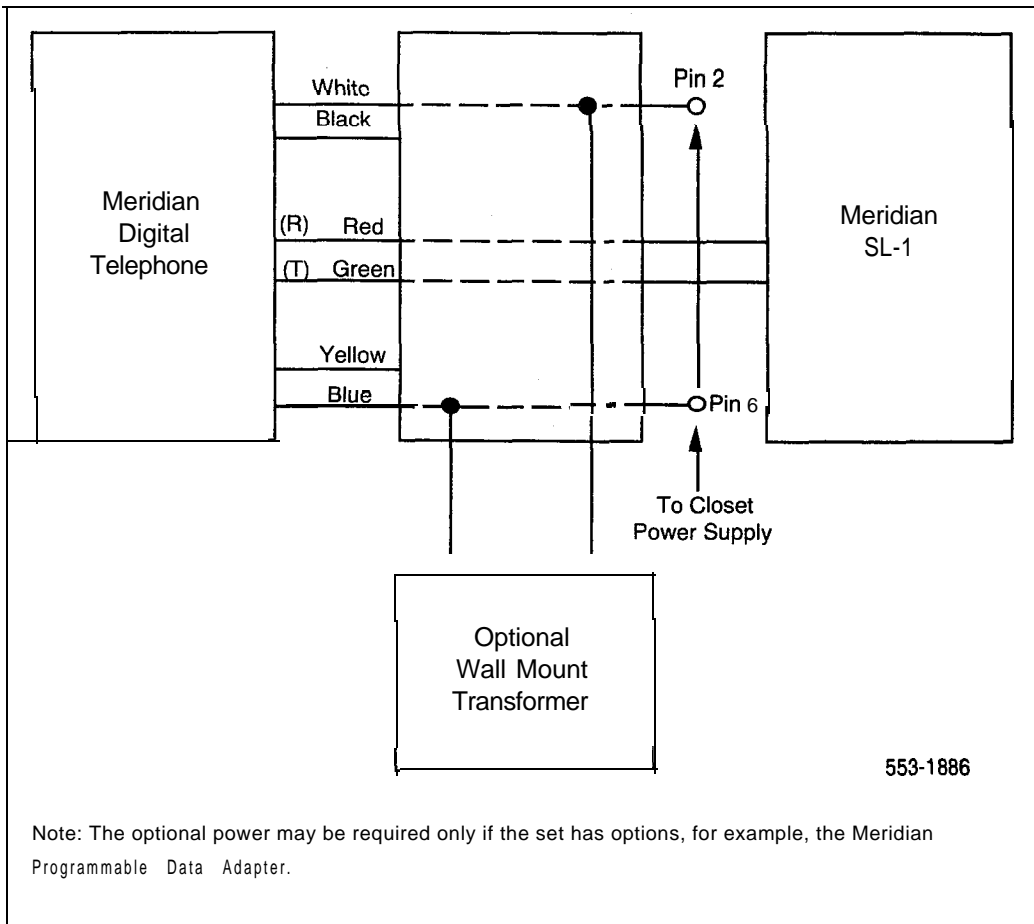 White
Pin 2
Black
Meridian
Digital
Telephone
(R) Red
Meridian
SL-1
(T) Green
Yellow
Blue
Pin 6
To Closet
Power Supply
Optional
Wall Mount
Transformer
553-1886
Note: The optional power may be required only if the set has options, for example, the Meridian
Programmable Data Adapter.